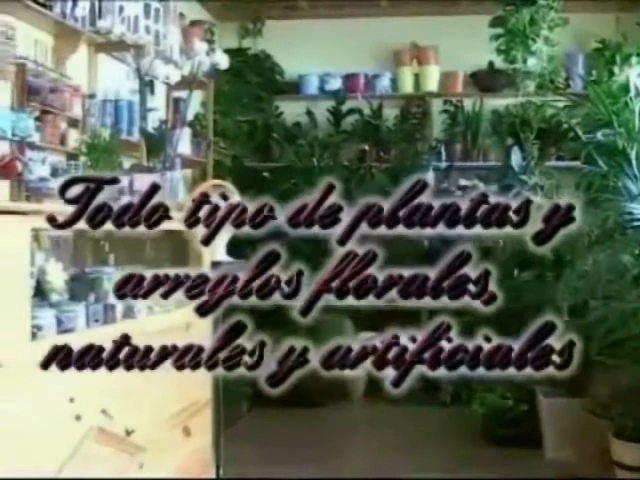 Todo tipo de plantas y
arreglos florales,
naturales y artificiales